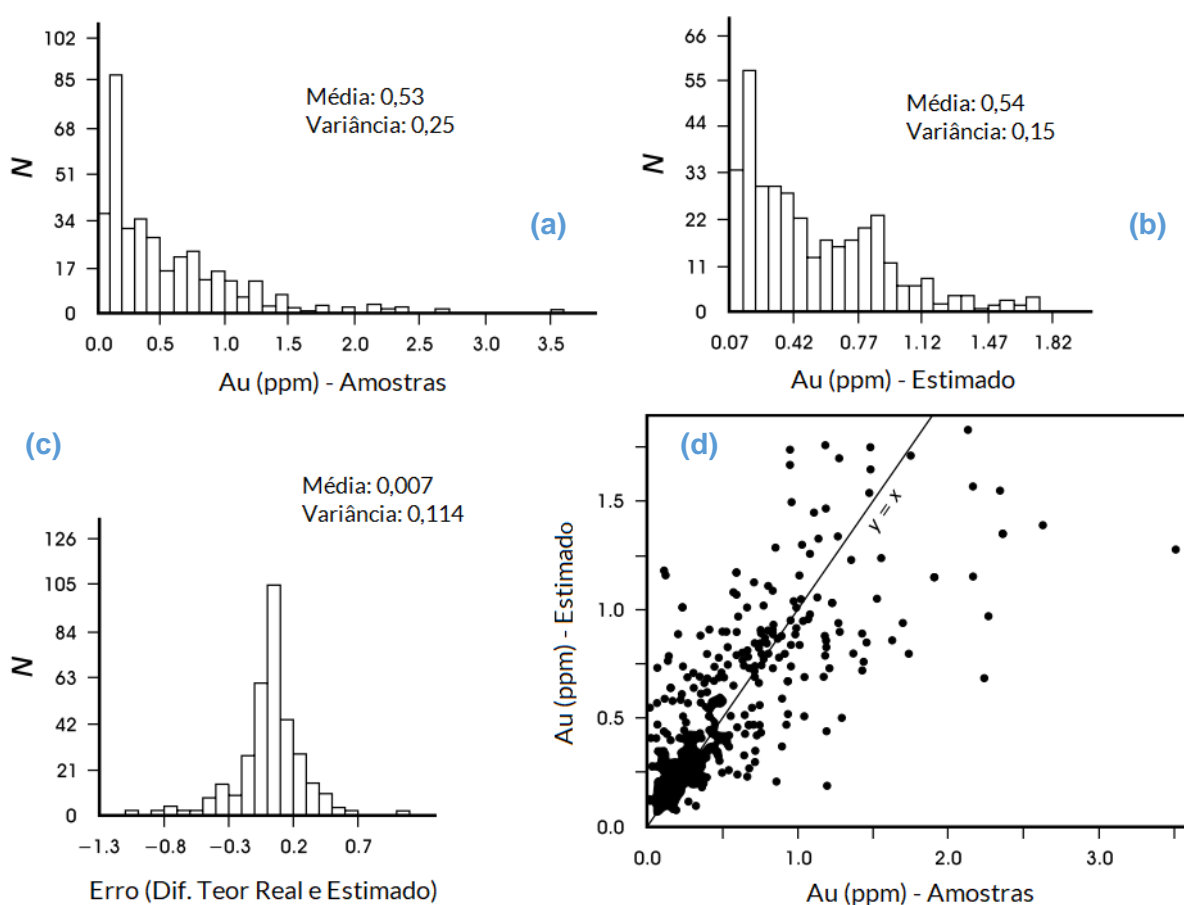 102
85
68
51
34
17
0
N
Média: 0,53
Variância: 0,25
(a)
0.0 0.5 1.0 1.5 2.0 2.5 3.0 3.5
Au (ppm) - Amostras
66
55
44
33
22
11
0
N
Média: 0,54
Variância: 0,15
(b)
0.07 0.42 0.77 1.12 1.47 1.82
Au (ppm) - Estimado
(c)
Média: 0,007
Variância: 0,114
126
105
84
63
42
21
0
N
−1.3 −0.8 −0.3 0.2 0.7
Erro (Dif. Teor Real e Estimado)
(d)
y = x
1.5
1.0
0.5
0.0
Au (ppm) - Estimado
0.0 1.0 2.0 3.0
Au (ppm) - Amostras